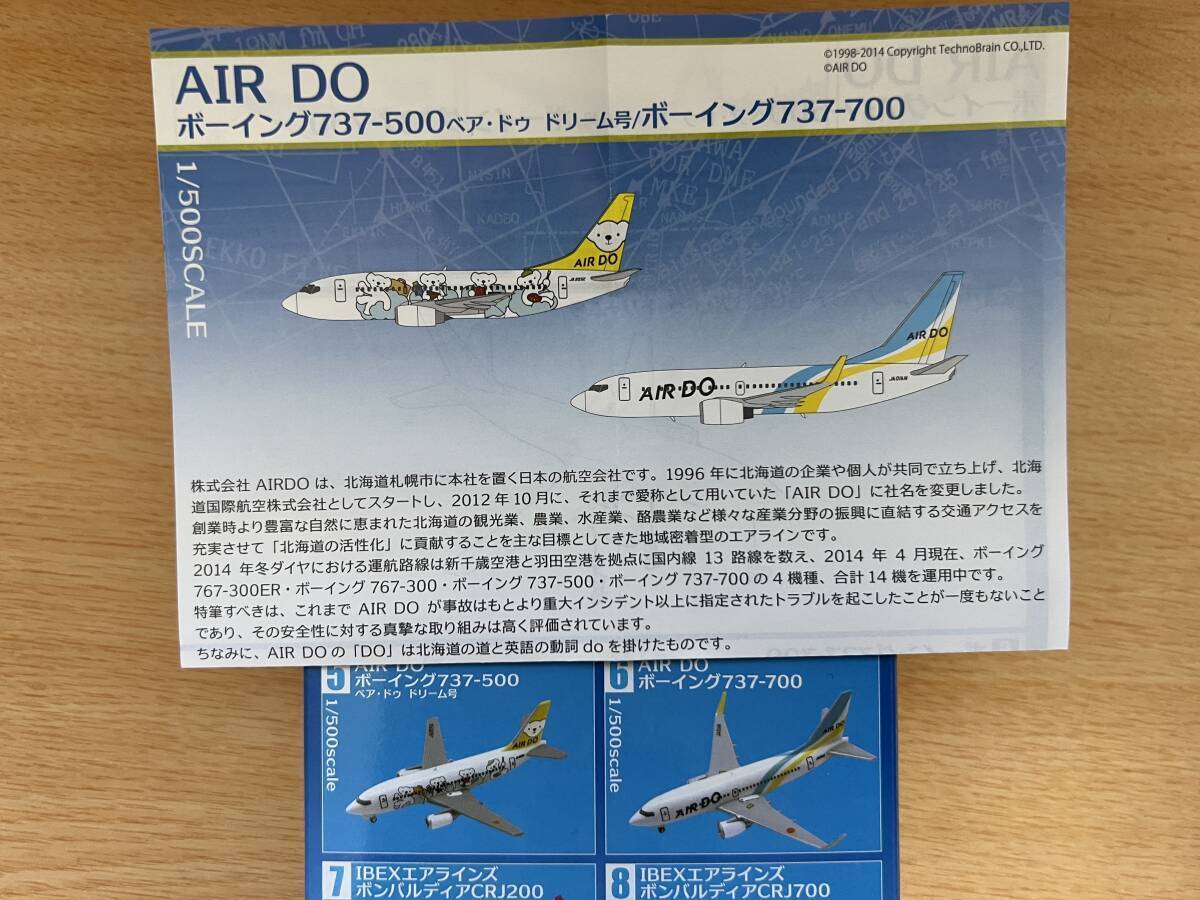 ©1998-2014 Copyright TechnoBrain CO.,LTD.
©AIR DO
AIR DO
ボーイング737-500ベア・ドゥ ドリーム号/ボーイング737-700
1/500SCALE
AIR DO
AIR DO
AIR DO
株式会社 AIRDO は、北海道札幌市に本社を置く日本の航空会社です。1996 年に北海道の企業や個人が共同で立ち上げ、北海
道国際航空株式会社としてスタートし、2012 年 10 月に、それまで愛称として用いていた「AIR DO」に社名を変更しました。
創業時より豊富な自然に恵まれた北海道の観光業、農業、水産業、酪農業など様々な産業分野の振興に直結する交通アクセスを
充実させて「北海道の活性化」に貢献することを主な目標としてきた地域密着型のエアラインです。
2014 年冬ダイヤにおける運航路線は新千歳空港と羽田空港を拠点に国内線 13 路線を数え、2014 年 4 月現在、ボーイング
767-300ER・ボーイング 767-300・ボーイング 737-500・ボーイング 737-700 の 4 機種、合計 14 機を運用中です。
特筆すべきは、これまで AIR DO が事故はもとより重大インシデント以上に指定されたトラブルを起こしたことが一度もないこと
であり、その安全性に対する真摯な取り組みは高く評価されています。
ちなみに、AIR DO の「DO」は北海道の道と英語の動詞 do を掛けたものです。
5 AIR DO
ボーイング737-500
ベア・ドゥ ドリーム号
1/500scale
AIR DO
6 AIR DO
ボーイング737-700
1/500scale
AIR DO
AIR DO
7 IBEXエアラインズ
ボンバルディアCRJ200
8 IBEXエアラインズ
ボンバルディアCRJ700